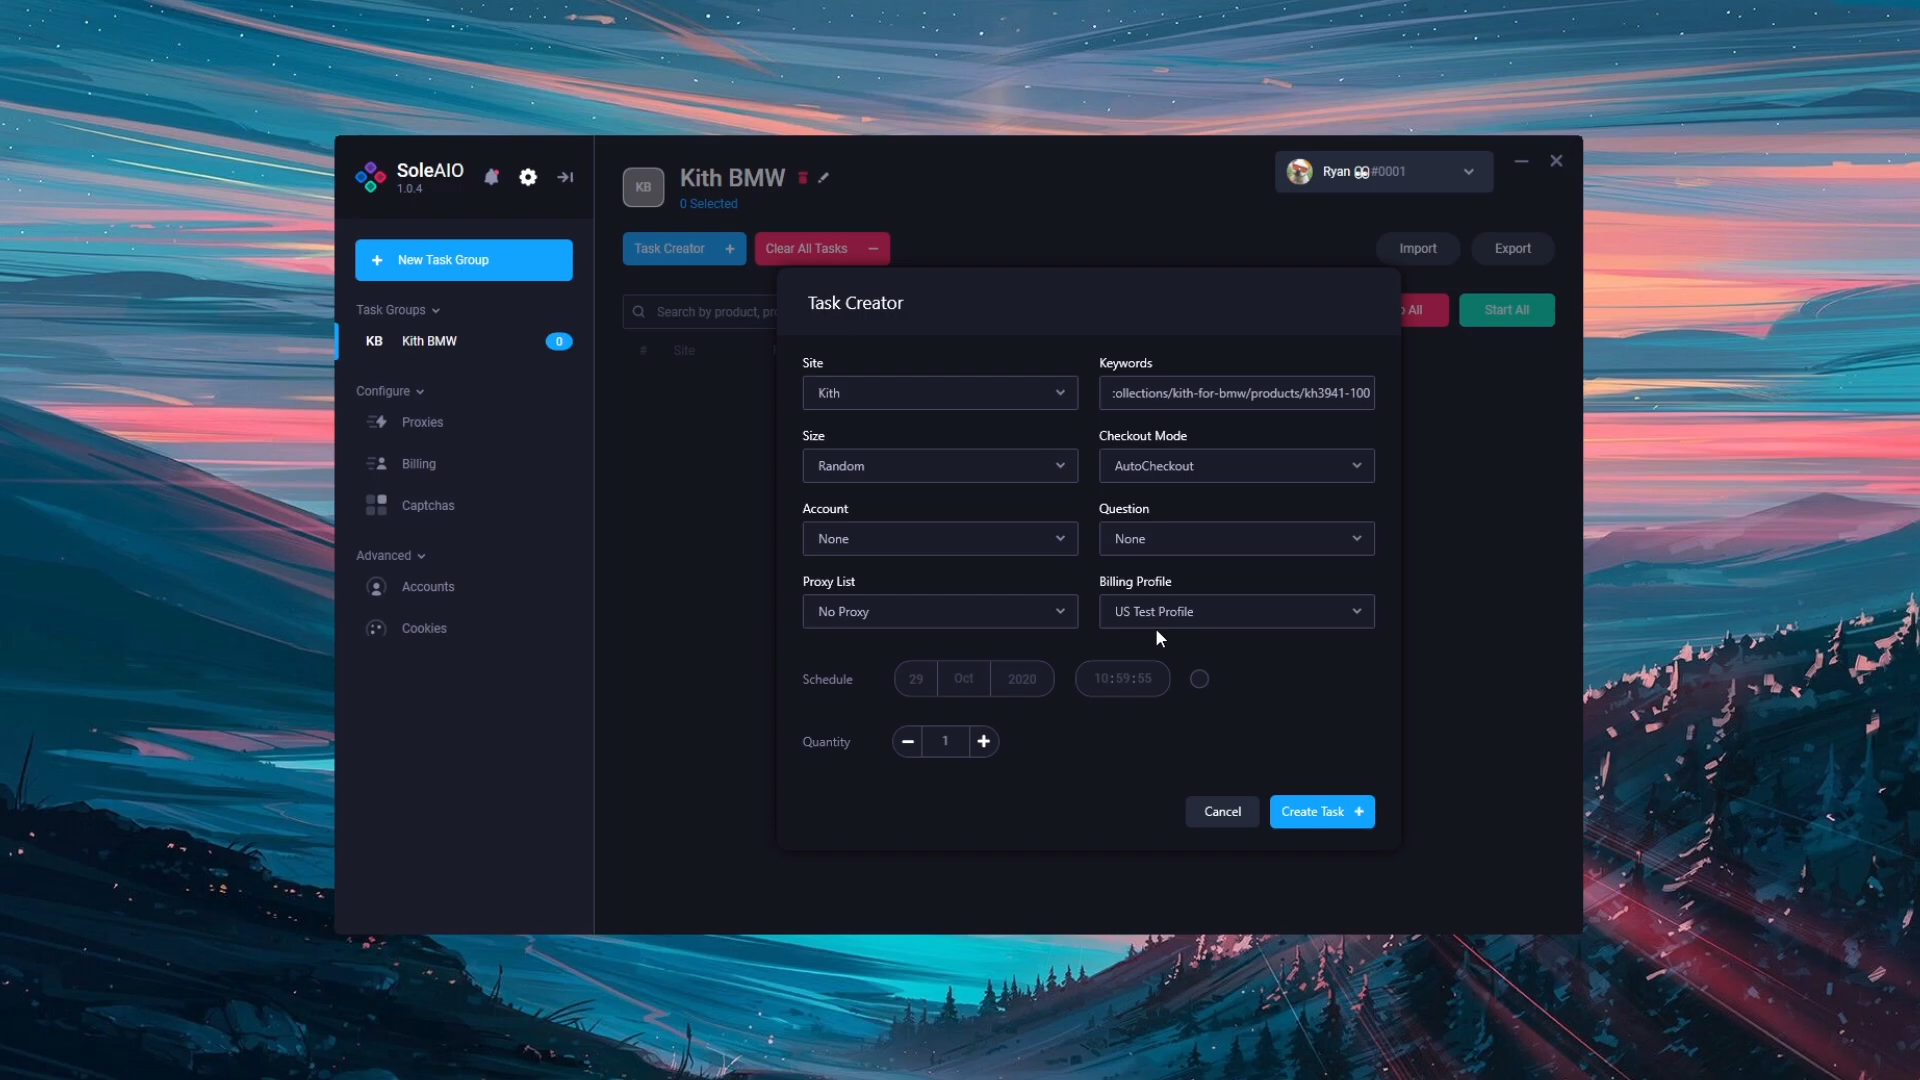 SoleAIO
1.0.4
KB
Kith BMW
0 Selected
Ryan 👀#0001
Task Creator +
Clear All Tasks −
Import
Export
+ New Task Group
Task Groups
KB Kith BMW 0
Configure
Proxies
Billing
Captchas
Advanced
Accounts
Cookies
Search by product, pr
All
Start All
# Site
Task Creator
Site
Keywords
Kith
:ollections/kith-for-bmw/products/kh3941-100
Size
Checkout Mode
Random
AutoCheckout
Account
Question
None
None
Proxy List
Billing Profile
No Proxy
US Test Profile
Schedule 29 Oct 2020 10:59:55
Quantity − 1 +
Cancel
Create Task +